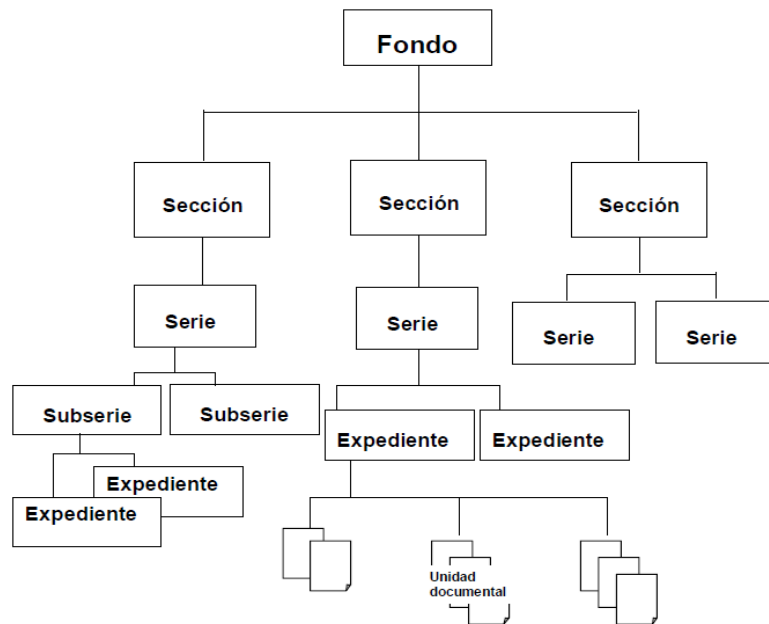 Fondo
Sección
Sección
Sección
Serie
Serie
Serie
Serie
Subserie
Subserie
Expediente
Expediente
Expediente
Expediente
Unidad
documental